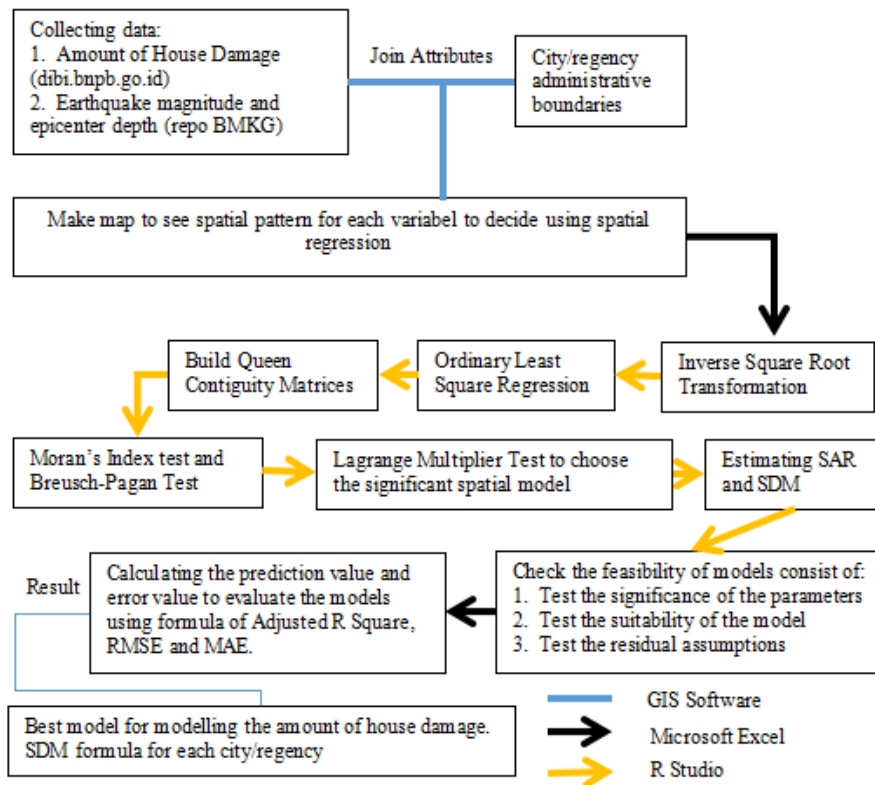 Collecting data:
1. Amount of House Damage
(dibi.bnpb.go.id)
2. Earthquake magnitude and
epicenter depth (repo BMKG)
Join Attributes
City/regency
administrative
boundaries
Make map to see spatial pattern for each variabel to decide using spatial
regression
Inverse Square Root
Transformation
Ordinary Least
Square Regression
Build Queen
Contiguity Matrices
Moran's Index test and
Breusch-Pagan Test
Lagrange Multiplier Test to choose
the significant spatial model
Estimating SAR
and SDM
Check the feasibility of models consist of:
1. Test the significance of the parameters
2. Test the suitability of the model
3. Test the residual assumptions
Calculating the prediction value and
error value to evaluate the models
using formula of Adjusted R Square,
RMSE and MAE.
Result
Best model for modelling the amount of house damage.
SDM formula for each city/regency
GIS Software
Microsoft Excel
R Studio